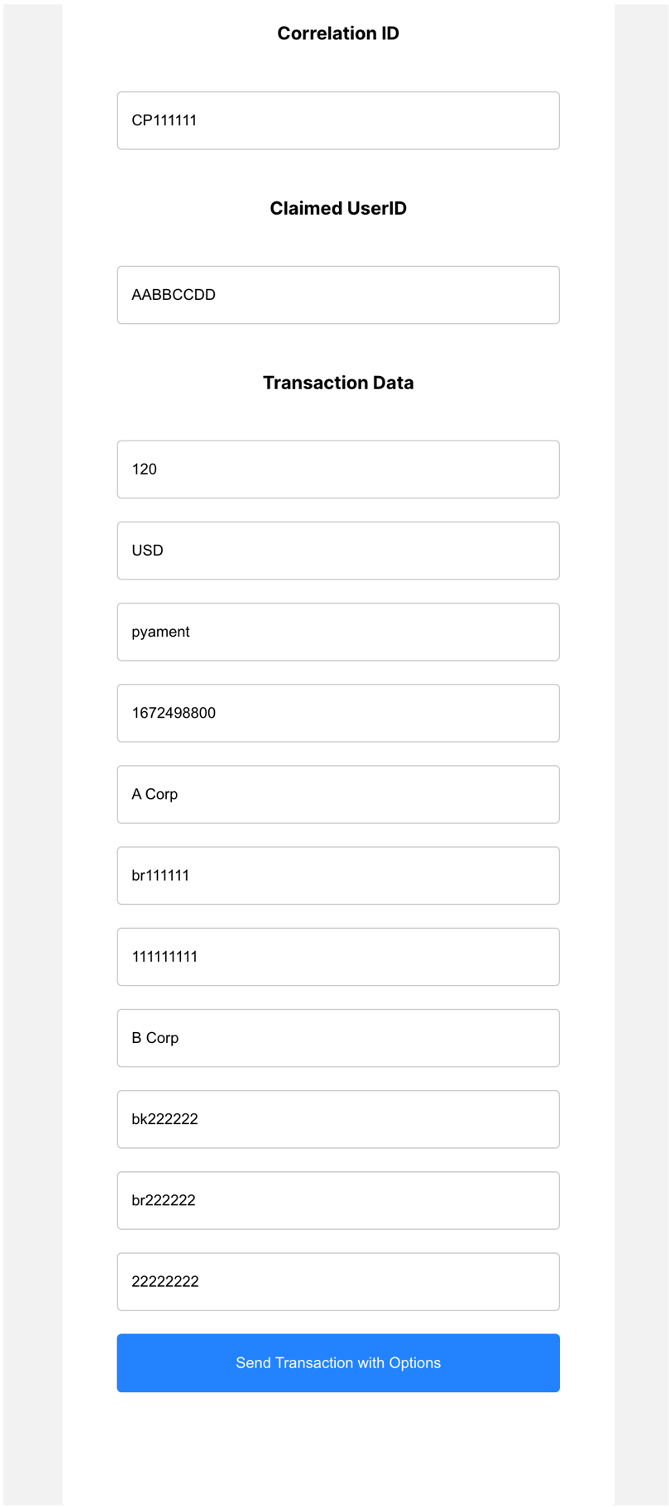 Correlation ID
CP111111
Claimed UserID
AABBCCDD
Transaction Data
120
USD
pyament
1672498800
A Corp
br111111
111111111
B Corp
bk222222
br222222
22222222
Send Transaction with Options